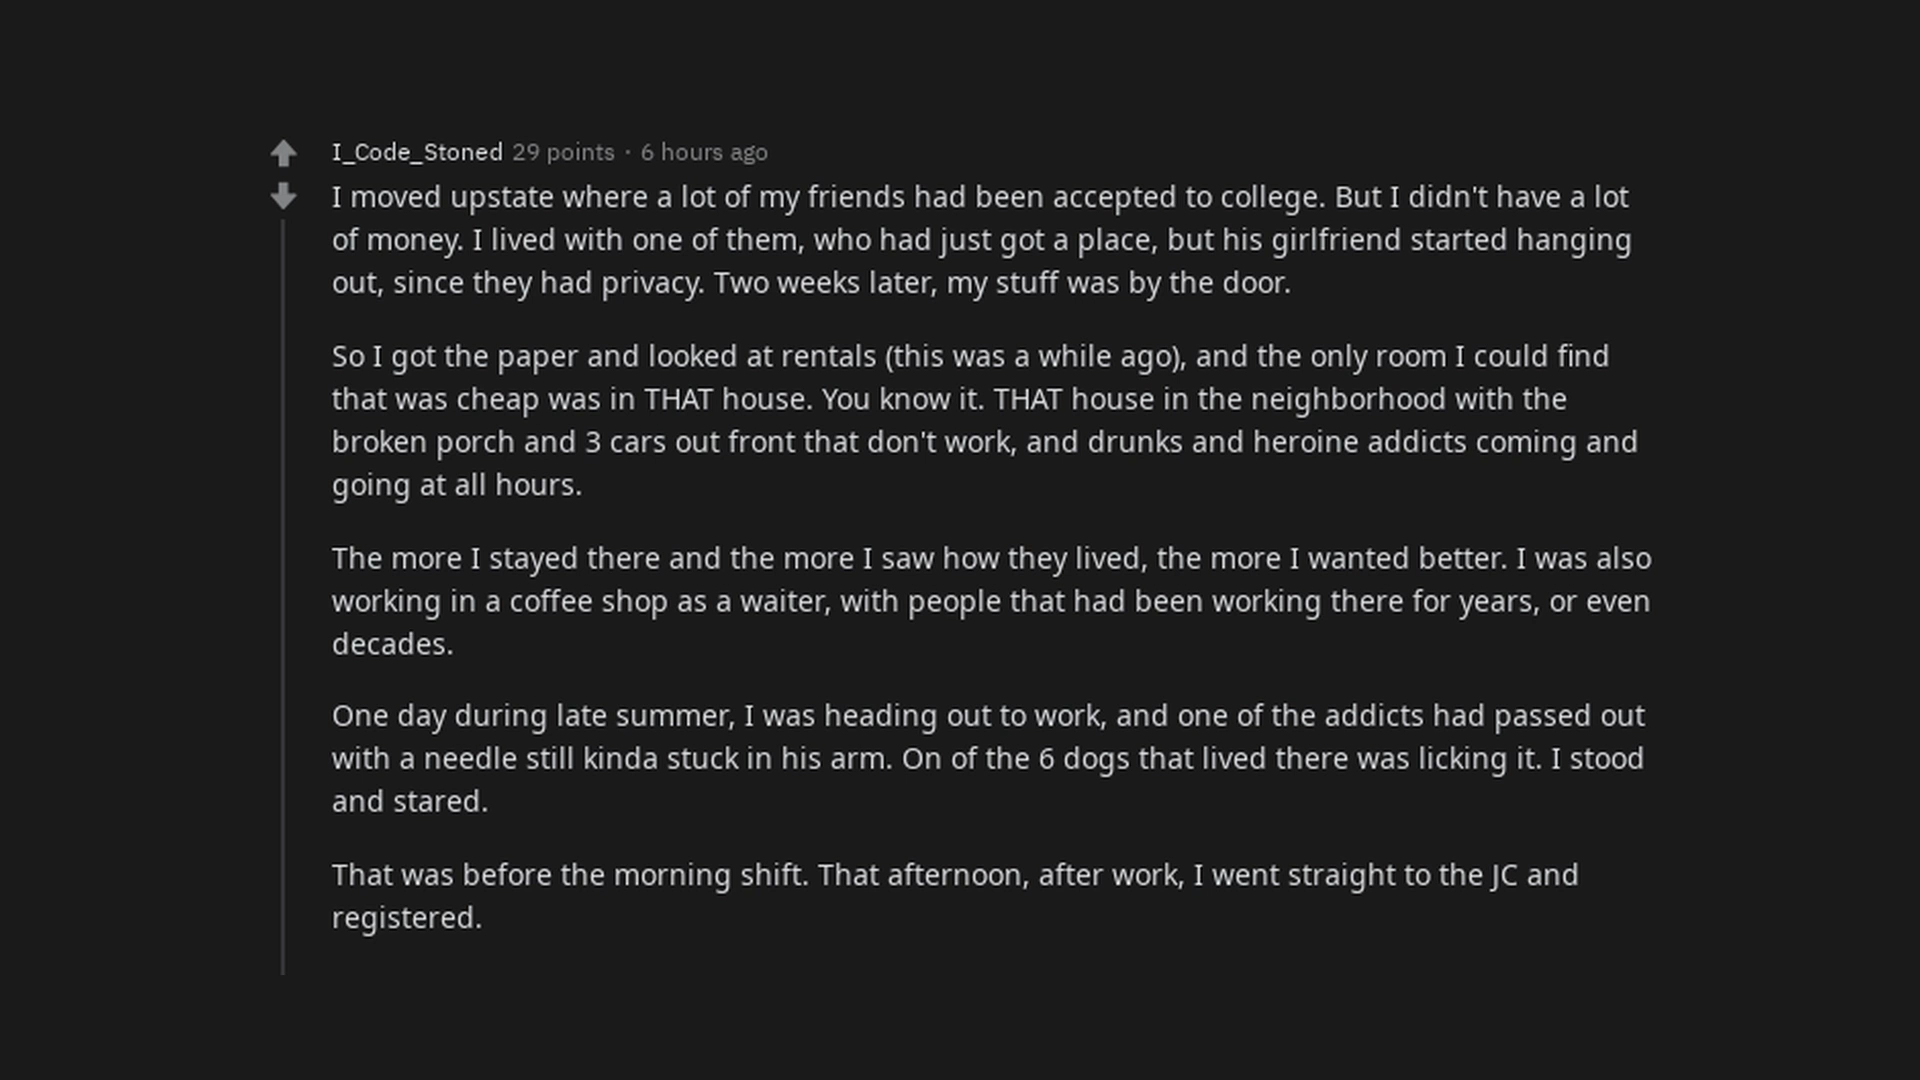 I_Code_Stoned 29 points · 6 hours ago
I moved upstate where a lot of my friends had been accepted to college. But I didn't have a lot
of money. I lived with one of them, who had just got a place, but his girlfriend started hanging
out, since they had privacy. Two weeks later, my stuff was by the door.
So I got the paper and looked at rentals (this was a while ago), and the only room I could find
that was cheap was in THAT house. You know it. THAT house in the neighborhood with the
broken porch and 3 cars out front that don't work, and drunks and heroine addicts coming and
going at all hours.
The more I stayed there and the more I saw how they lived, the more I wanted better. I was also
working in a coffee shop as a waiter, with people that had been working there for years, or even
decades.
One day during late summer, I was heading out to work, and one of the addicts had passed out
with a needle still kinda stuck in his arm. On of the 6 dogs that lived there was licking it. I stood
and stared.
That was before the morning shift. That afternoon, after work, I went straight to the JC and
registered.